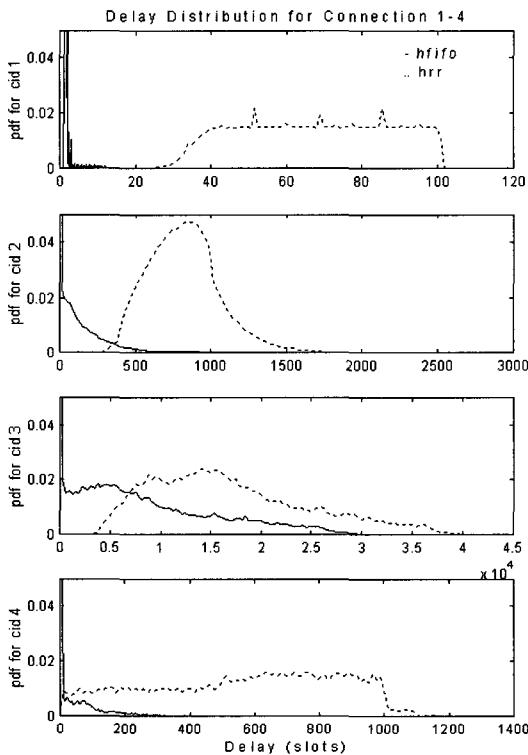 Delay Distribution for Connection 1-4
pdf for cid 1
0.04
0.02
0
- hfifo
.. hrr
0 20 40 60 80 100 120
pdf for cid 2
0.04
0.02
0
0 500 1000 1500 2000 2500 3000
pdf for cid 3
0.04
0.02
0
0 0.5 1 1.5 2 2.5 3 3.5 4 4.5
x 10^4
pdf for cid 4
0.04
0.02
0
0 200 400 600 800 1000 1200 1400
Delay (slots)